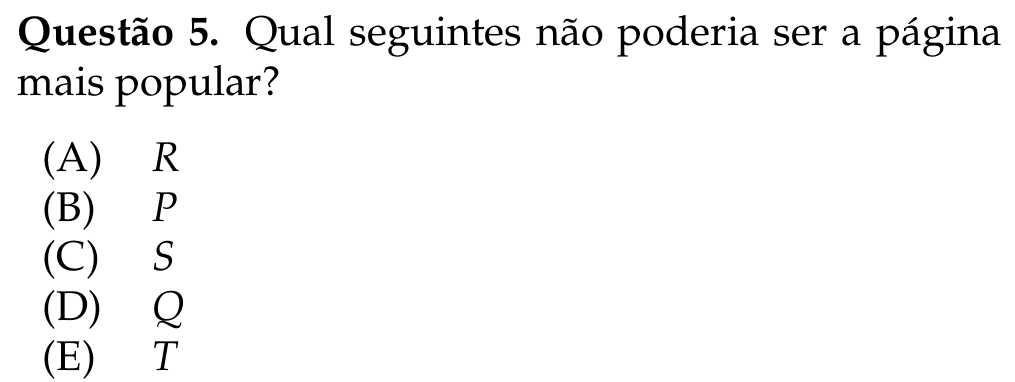 Questão 5. Qual seguintes não poderia ser a página
mais popular?
(A) R
(B) P
(C) S
(D) Q
(E) T